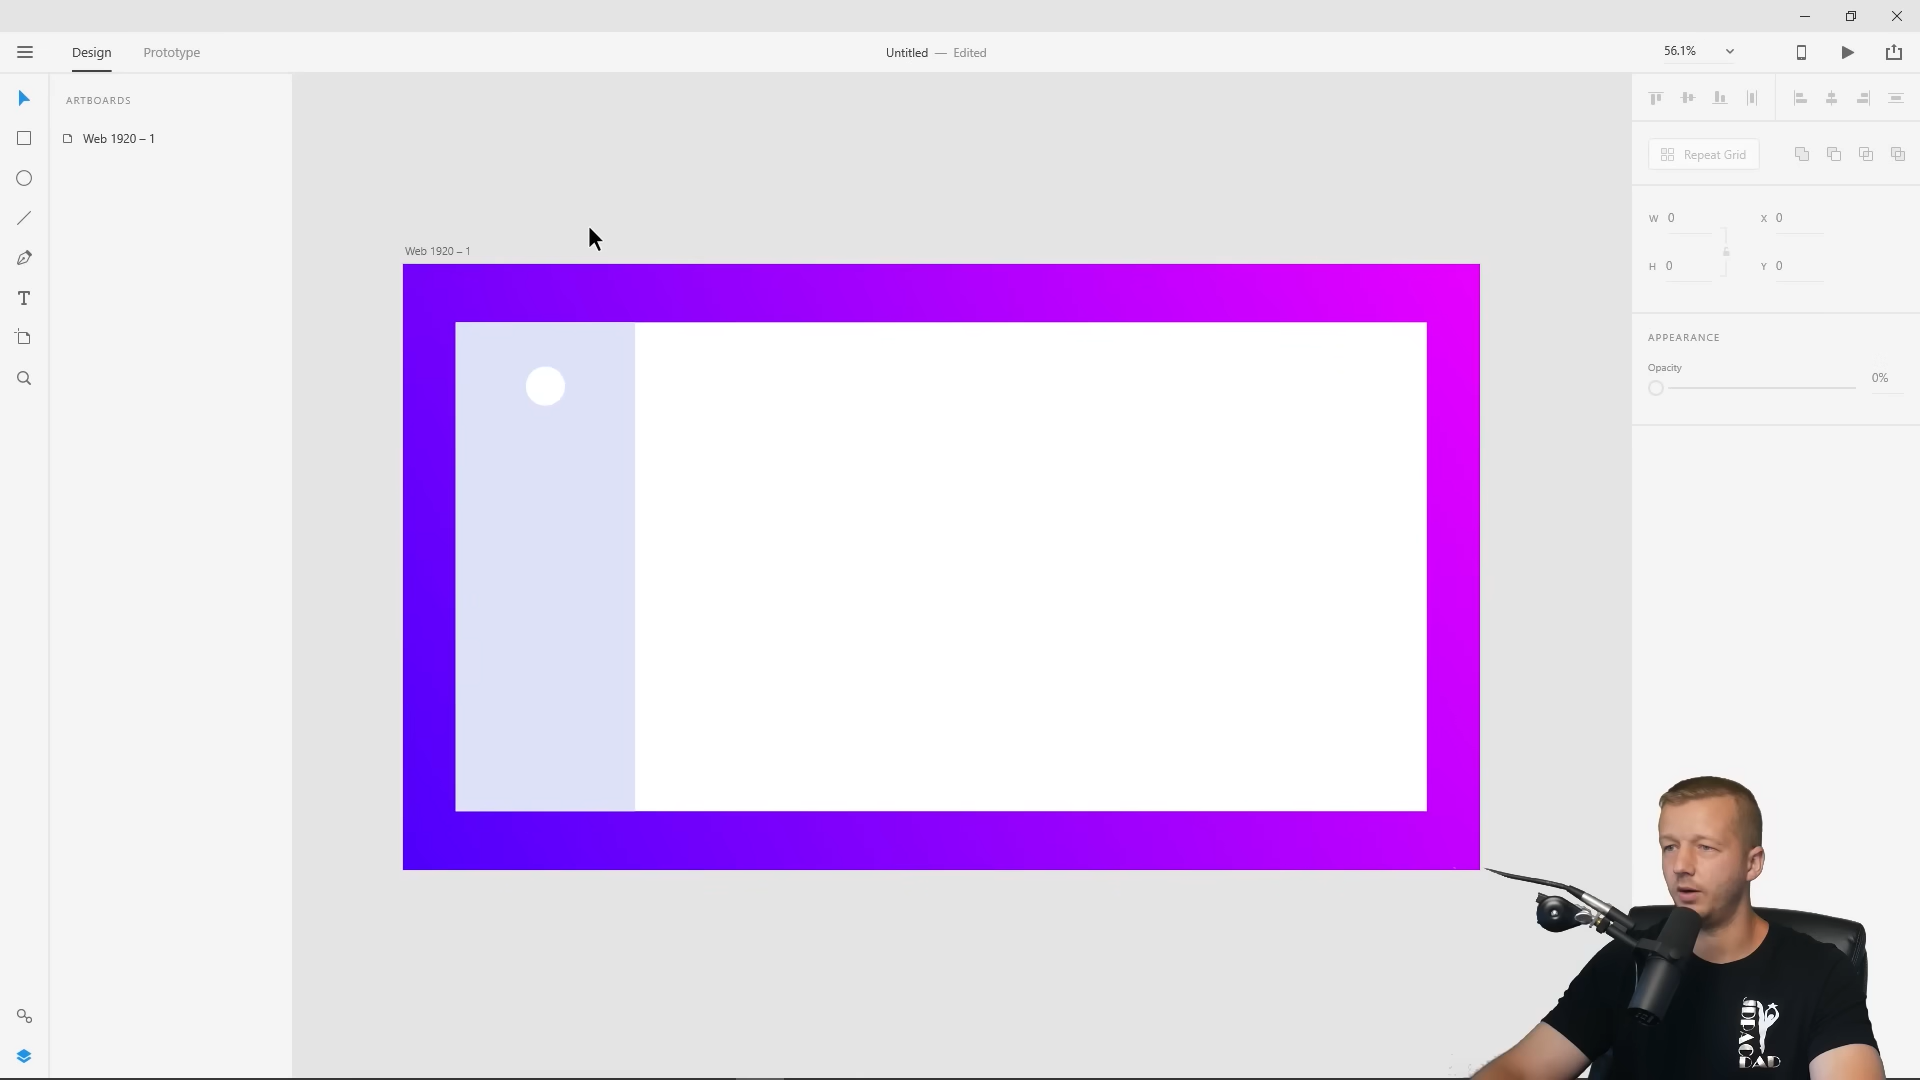 Design Prototype Untitled — Edited 56.1%
ARTBOARDS
Web 1920 – 1
Repeat Grid
W 0 X 0
H 0 Y 0
APPEARANCE
Opacity
0%
Web 1920 – 1
DAD